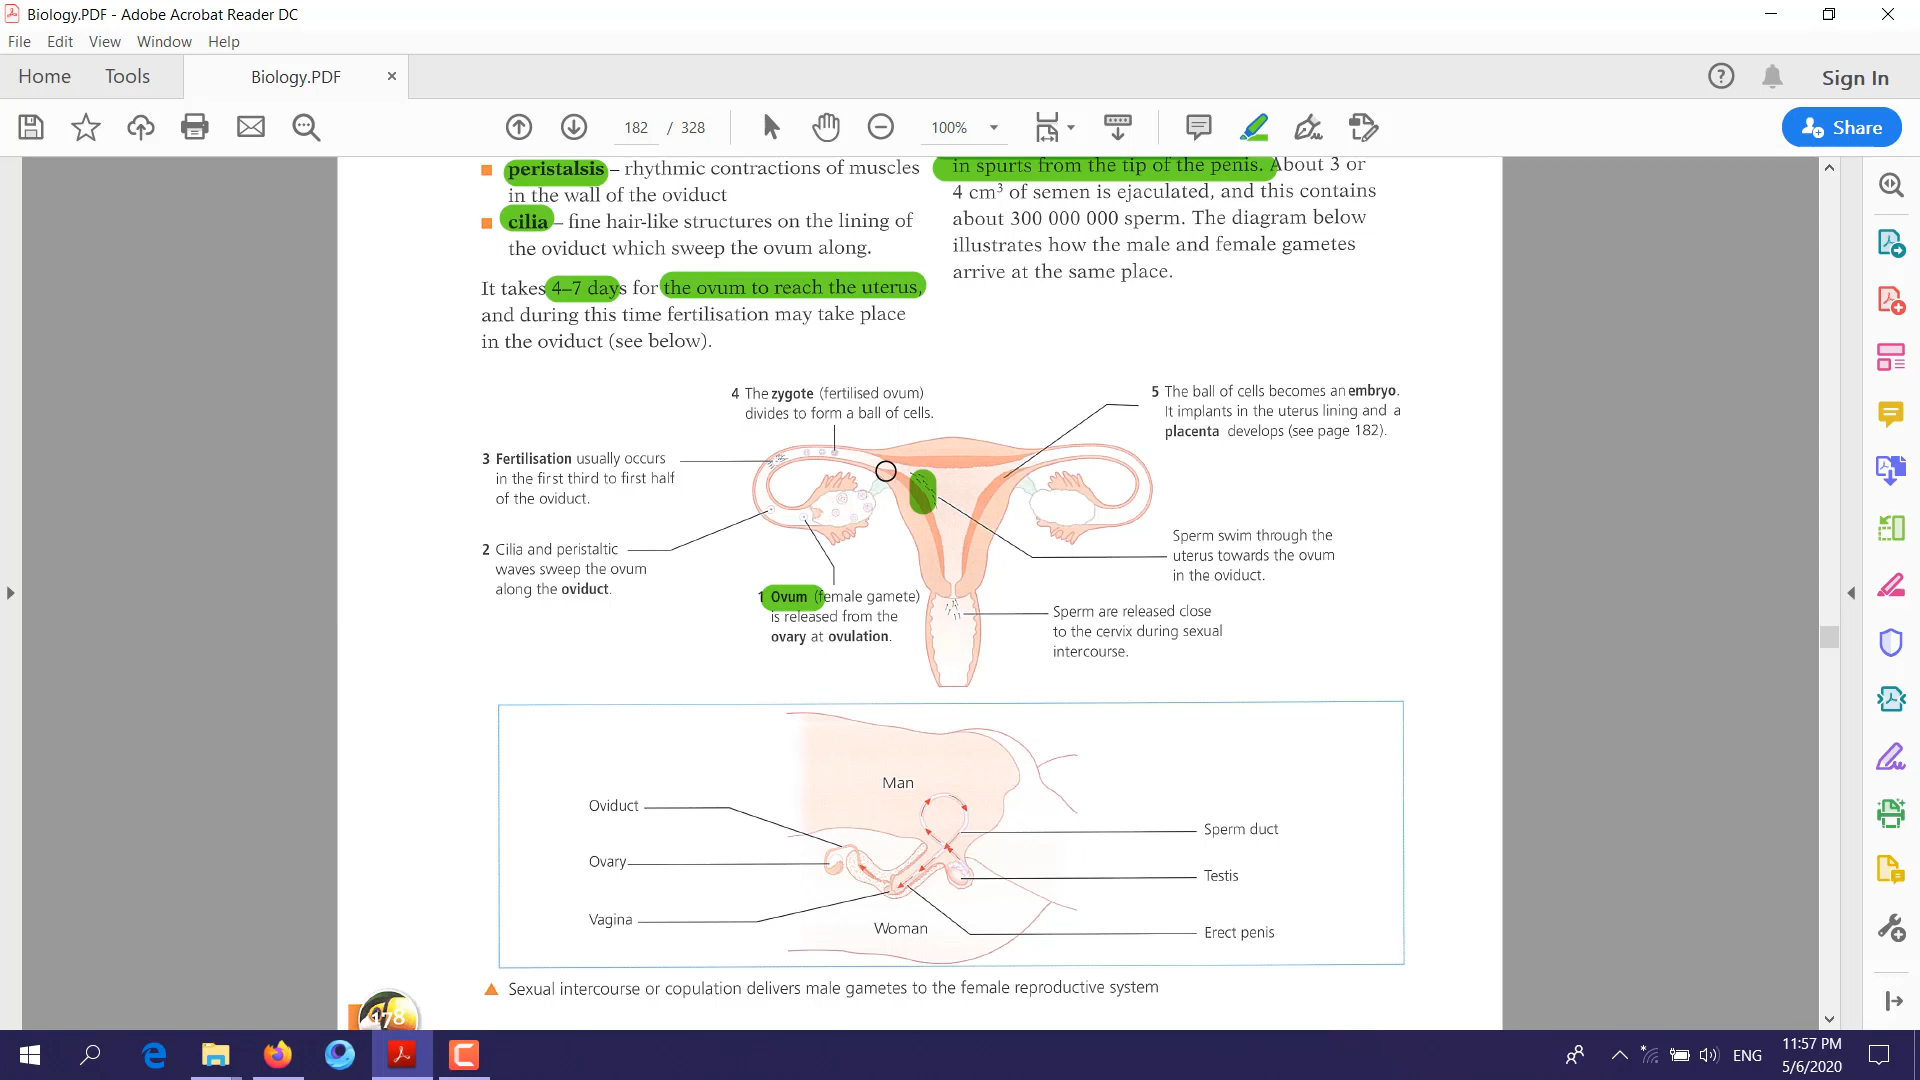 Biology.PDF - Adobe Acrobat Reader DC
File Edit View Window Help
Home Tools Biology.PDF × Sign In
182 / 328 100% Share
peristalsis – rhythmic contractions of muscles
in the wall of the oviduct
cilia – fine hair-like structures on the lining of
the oviduct which sweep the ovum along.
It takes 4–7 days for the ovum to reach the uterus,
and during this time fertilisation may take place
in the oviduct (see below).
in spurts from the tip of the penis. About 3 or
4 cm³ of semen is ejaculated, and this contains
about 300 000 000 sperm. The diagram below
illustrates how the male and female gametes
arrive at the same place.
4 The zygote (fertilised ovum)
divides to form a ball of cells.
5 The ball of cells becomes an embryo.
It implants in the uterus lining and a
placenta develops (see page 182).
3 Fertilisation usually occurs
in the first third to first half
of the oviduct.
2 Cilia and peristaltic
waves sweep the ovum
along the oviduct.
1 Ovum (female gamete)
is released from the
ovary at ovulation.
Sperm swim through the
uterus towards the ovum
in the oviduct.
Sperm are released close
to the cervix during sexual
intercourse.
Man
Oviduct
Ovary
Vagina
Woman
Sperm duct
Testis
Erect penis
Sexual intercourse or copulation delivers male gametes to the female reproductive system
178
ENG
11:57 PM
5/6/2020